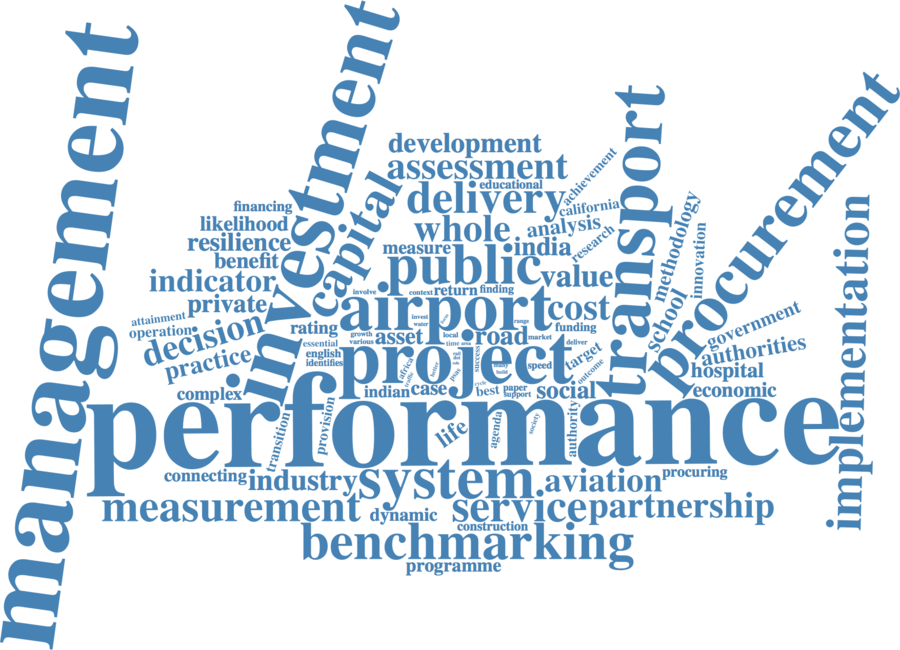 management
investment
transport
procurement
development
assessment
educational
achievement
delivery
california
financing
capital
likelihood
whole
analysis
methodology
innovation
implementation
resilience
measure
india
research
benefit
public
value
indicator
involve
context
return
finding
private
airport
cost
school
attainment
invest
water
range
operation
rating
funding
government
decision
growth
asset
local
road
market
deliver
essential
various
time
area
authorities
english
project
target
practice
identifies
africa
success
speed
hospital
outcome
better
build
complex
indian
case
cycle
best
paper
support
social
economic
performance
transition
provision
life
agenda
society
authority
connecting
industry
system
aviation
procuring
measurement
dynamic
service
partnership
construction
benchmarking
programme